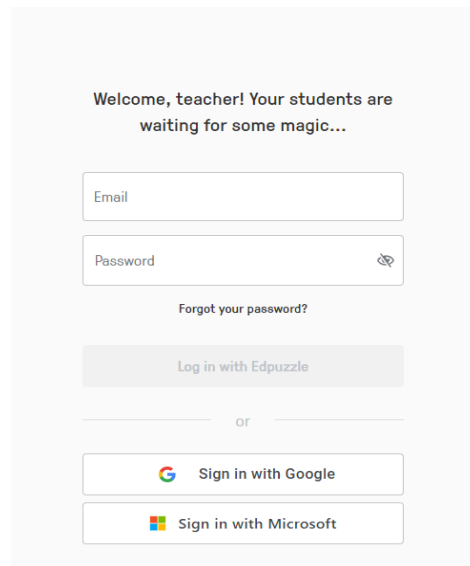 Welcome, teacher! Your students are
waiting for some magic...
Email
Password
Forgot your password?
Log in with Edpuzzle
or
Sign in with Google
Sign in with Microsoft